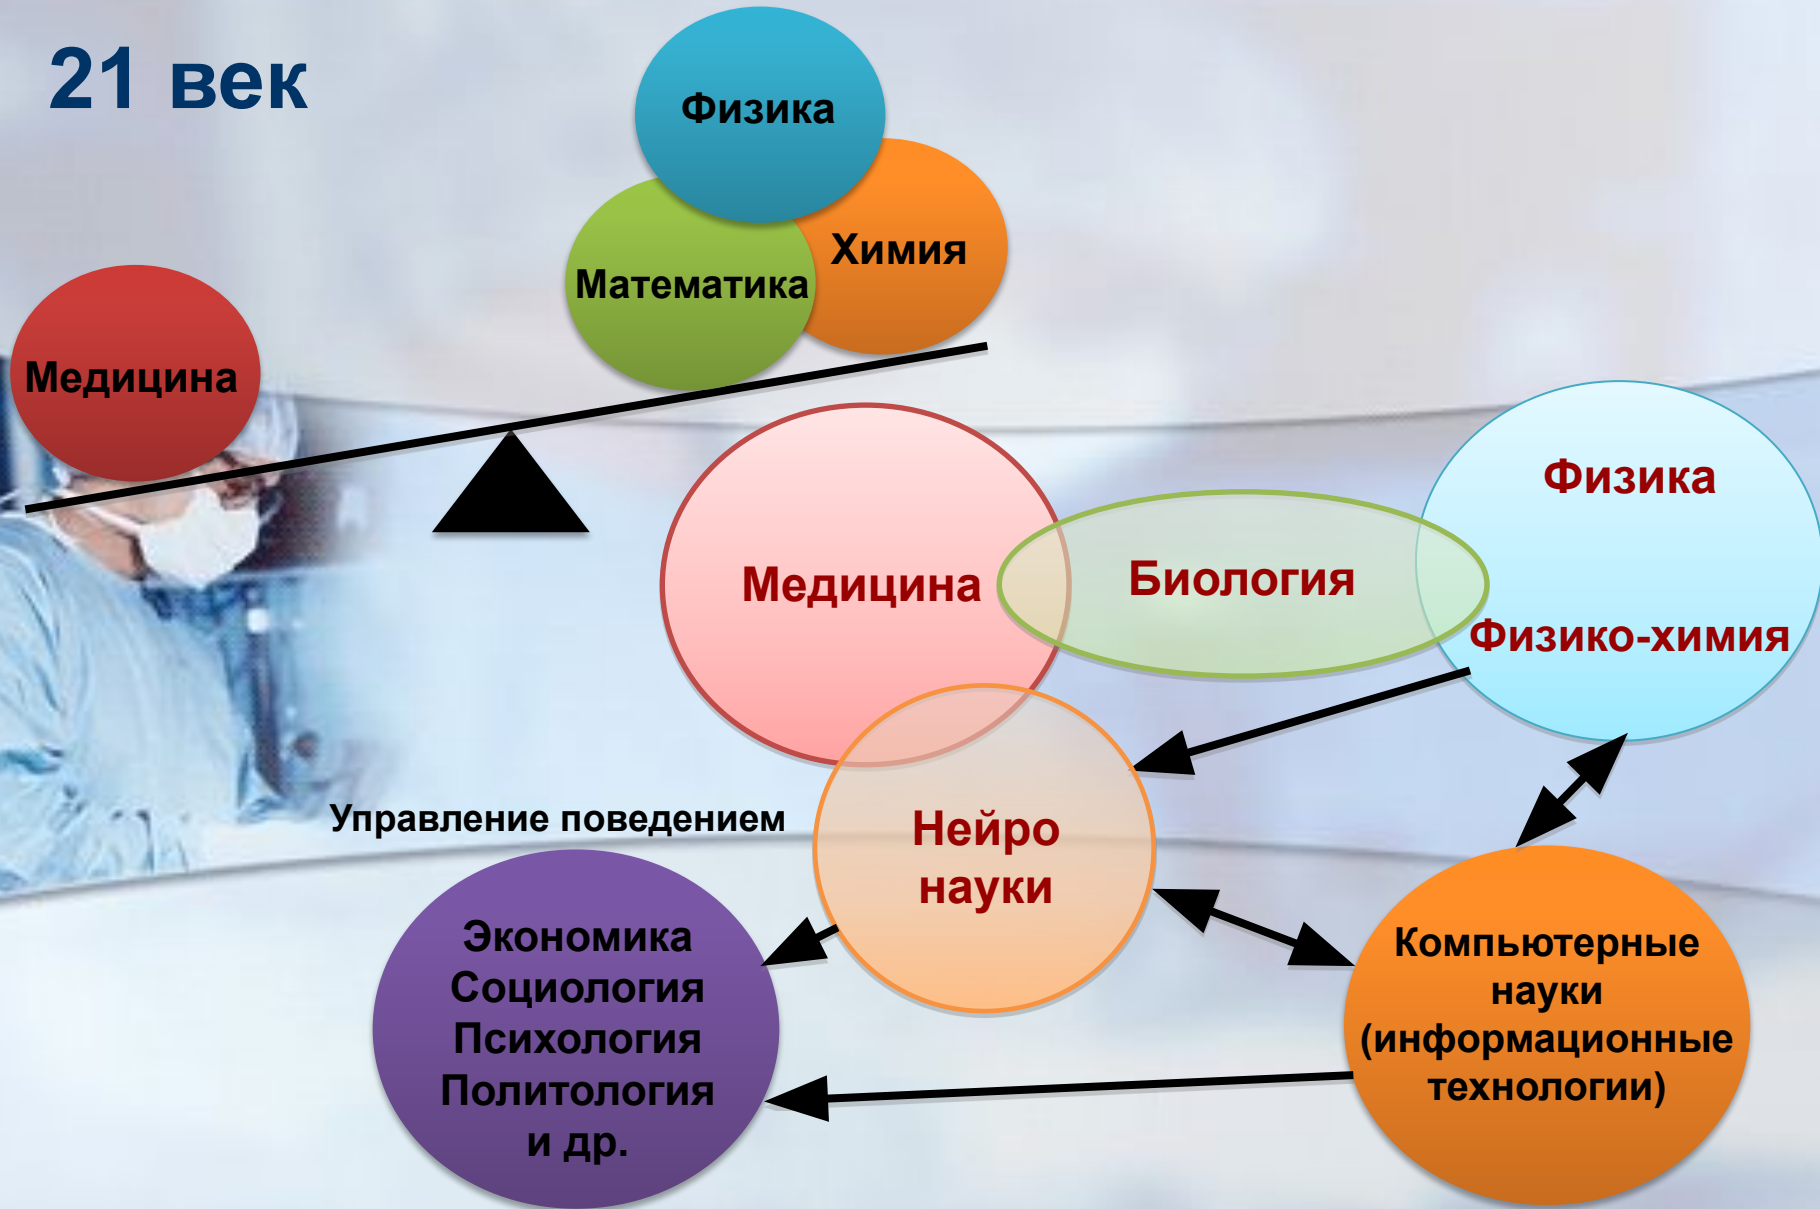 21 век
Физика
Химия
Математика
Медицина
Физика
Медицина
Биология
Физико-химия
Управление поведением
Нейро
науки
Экономика
Социология
Психология
Политология
и др.
Компьютерные
науки
(информационные
технологии)